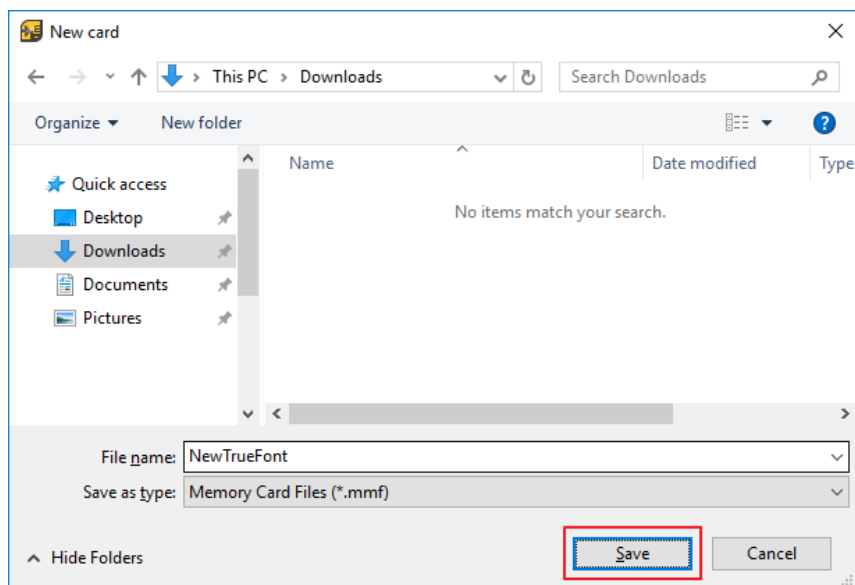 New card
This PC > Downloads
Search Downloads
Organize
New folder
?
Name
Date modified
Type
Quick access
No items match your search.
Desktop
Downloads
Documents
Pictures
File name: NewTrueFont
Save as type: Memory Card Files (*.mmf)
Hide Folders
Save
Cancel